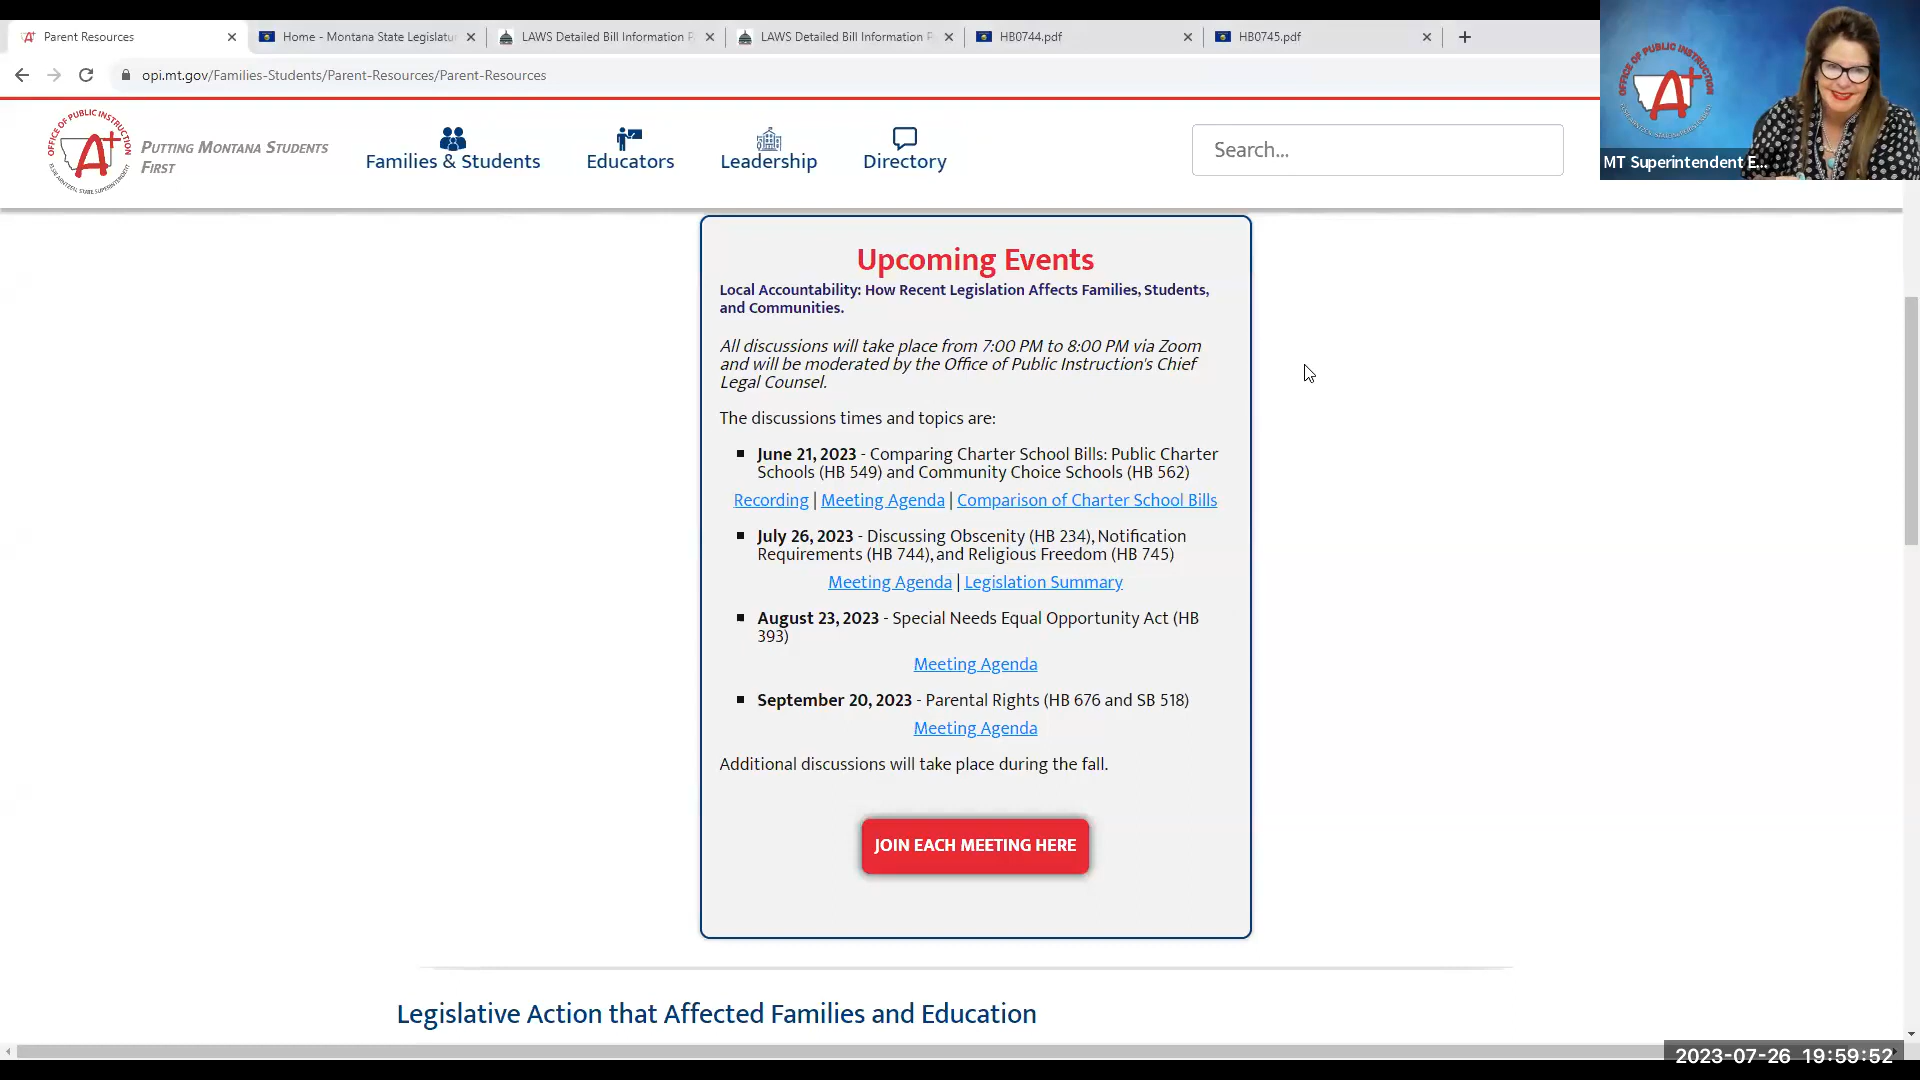 Parent Resources
Home - Montana State Legislatu
LAWS Detailed Bill Information P
LAWS Detailed Bill Information P
HB0744.pdf
HB0745.pdf
opi.mt.gov/Families-Students/Parent-Resources/Parent-Resources
OFFICE OF PUBLIC INSTRUCTION
A+
PUTTING MONTANA STUDENTS
FIRST
Families & Students
Educators
Leadership
Directory
Search...
OFFICE OF PUBLIC INSTRUCTION
A+
MT Superintendent E...
Upcoming Events
Local Accountability: How Recent Legislation Affects Families, Students,
and Communities.
All discussions will take place from 7:00 PM to 8:00 PM via Zoom
and will be moderated by the Office of Public Instruction's Chief
Legal Counsel.
The discussions times and topics are:
June 21, 2023 - Comparing Charter School Bills: Public Charter
Schools (HB 549) and Community Choice Schools (HB 562)
Recording | Meeting Agenda | Comparison of Charter School Bills
July 26, 2023 - Discussing Obscenity (HB 234), Notification
Requirements (HB 744), and Religious Freedom (HB 745)
Meeting Agenda | Legislation Summary
August 23, 2023 - Special Needs Equal Opportunity Act (HB
393)
Meeting Agenda
September 20, 2023 - Parental Rights (HB 676 and SB 518)
Meeting Agenda
Additional discussions will take place during the fall.
JOIN EACH MEETING HERE
Legislative Action that Affected Families and Education
2023-07-26 19:59:52